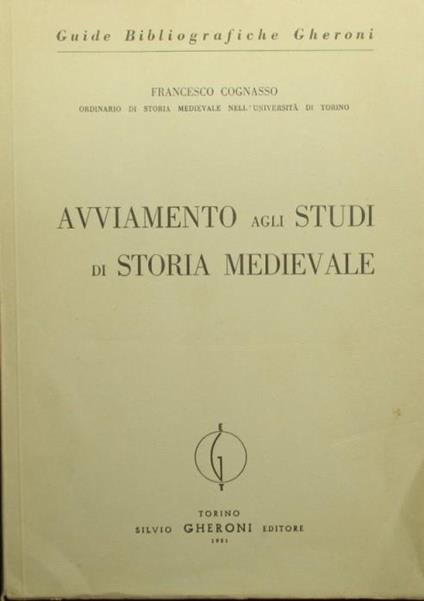 Guide Bibliografiche Gheroni
FRANCESCO COGNASSO
ORDINARIO DI STORIA MEDIEVALE NELL'UNIVERSITÀ DI TORINO
AVVIAMENTO AGLI STUDI
DI STORIA MEDIEVALE
E
G
T
TORINO
SILVIO GHERONI EDITORE
1951